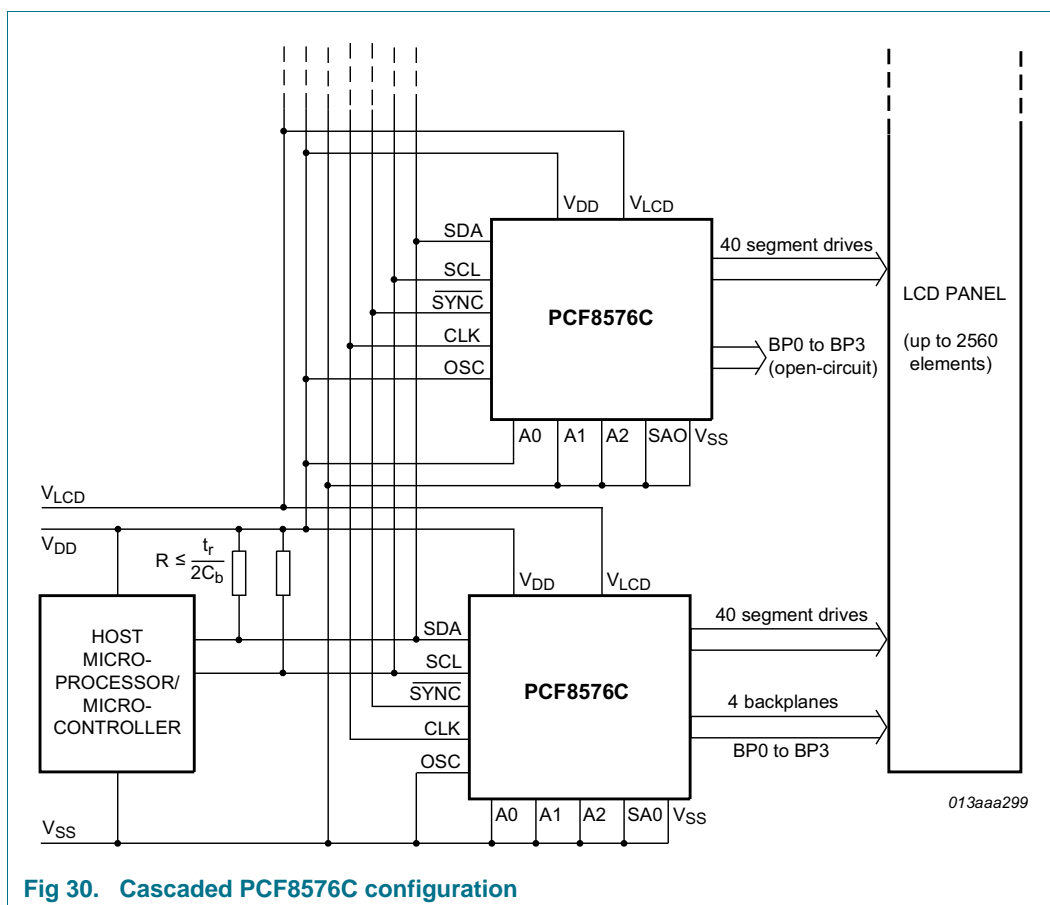 VDD
VLCD
SDA
SCL
SYNC
CLK
OSC
PCF8576C
40 segment drives
BP0 to BP3
(open-circuit)
LCD PANEL
(up to 2560
elements)
A0
A1
A2
SAO
VSS
VLCD
VDD
R ≤ tr
2Cb
HOST
MICRO-
PROCESSOR/
MICRO-
CONTROLLER
VSS
VDD
VLCD
SDA
SCL
SYNC
CLK
OSC
PCF8576C
40 segment drives
4 backplanes
BP0 to BP3
A0
A1
A2
SA0
VSS
013aaa299
Fig 30. Cascaded PCF8576C configuration